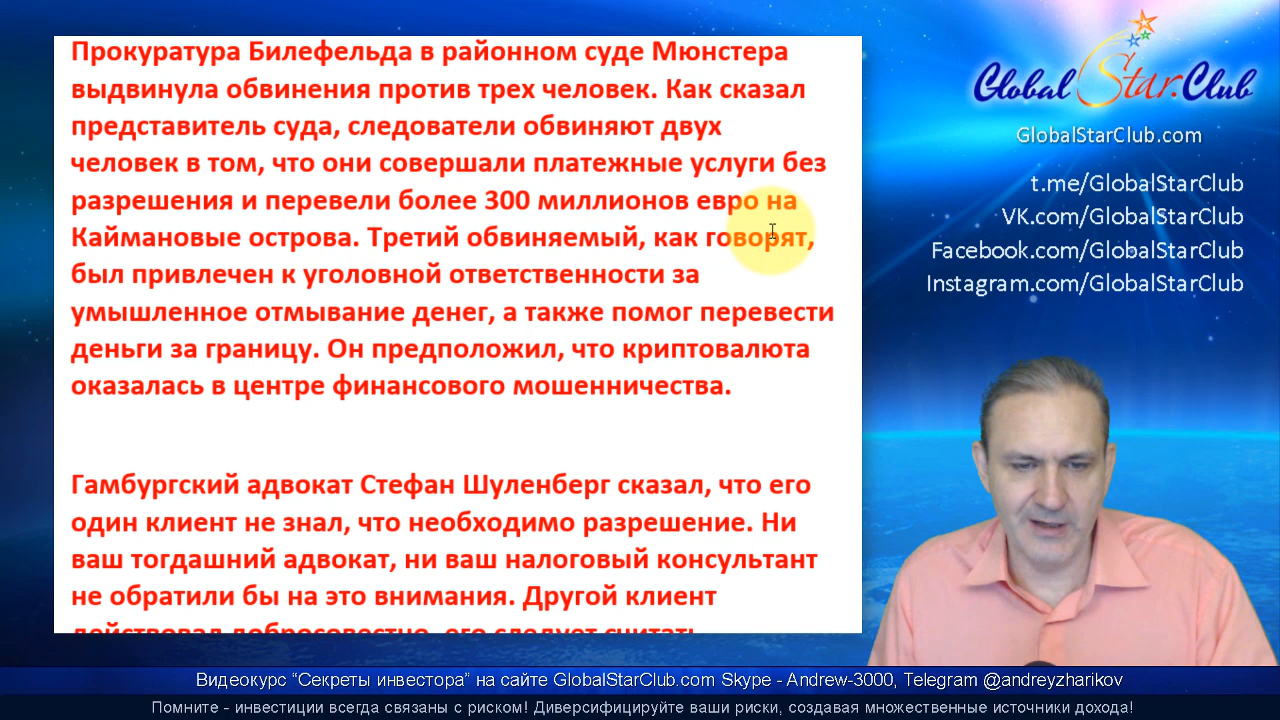 Прокуратура Билефельда в районном суде Мюнстера
выдвинула обвинения против трех человек. Как сказал
представитель суда, следователи обвиняют двух
человек в том, что они совершали платежные услуги без
разрешения и перевели более 300 миллионов евро на
Каймановые острова. Третий обвиняемый, как говорят,
был привлечен к уголовной ответственности за
умышленное отмывание денег, а также помог перевести
деньги за границу. Он предположил, что криптовалюта
оказалась в центре финансового мошенничества.
Гамбургский адвокат Стефан Шуленберг сказал, что его
один клиент не знал, что необходимо разрешение. Ни
ваш тогдашний адвокат, ни ваш налоговый консультант
не обратили бы на это внимания. Другой клиент
действовал добросовестно, его следует считать
Global Star.Club
GlobalStarClub.com
t.me/GlobalStarClub
VK.com/GlobalStarClub
Facebook.com/GlobalStarClub
Instagram.com/GlobalStarClub
Видеокурс “Секреты инвестора” на сайте GlobalStarClub.com Skype - Andrew-3000, Telegram @andreyzharikov
Помните - инвестиции всегда связаны с риском! Диверсифицируйте ваши риски, создавая множественные источники дохода!